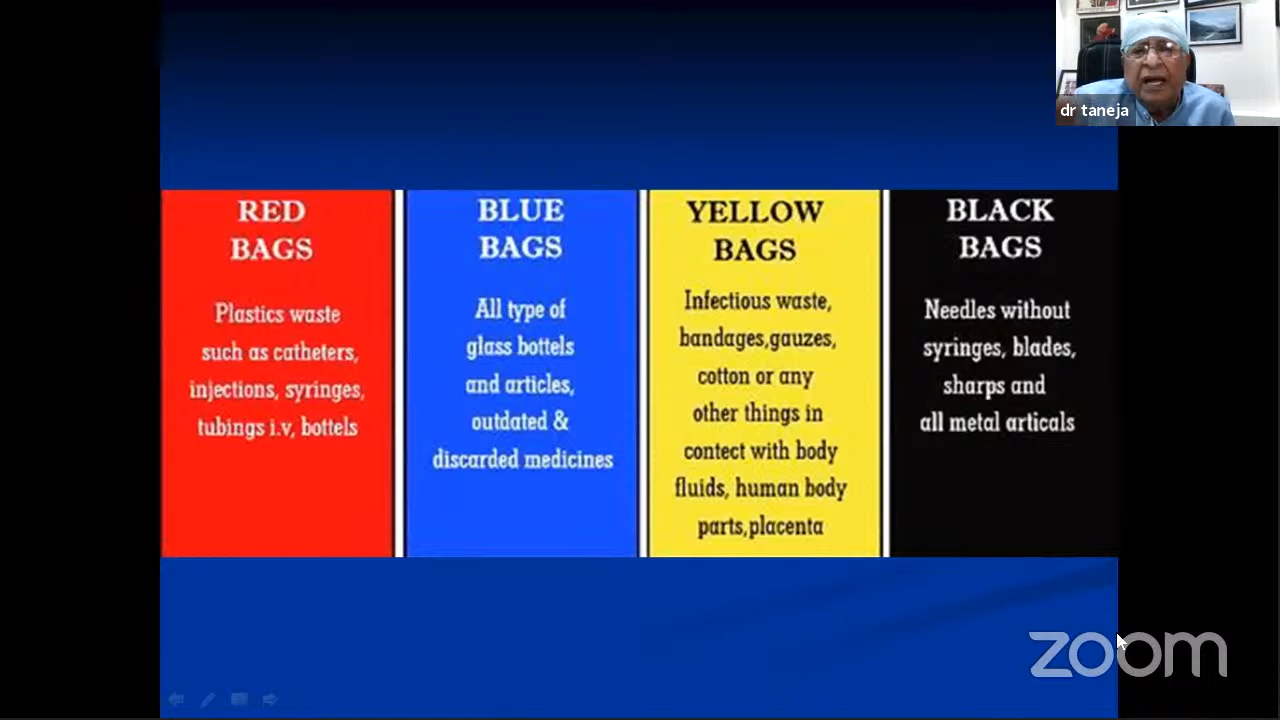 dr taneja
RED
BAGS
Plastics waste
such as catheters,
injections, syringes,
tubings i.v, bottels
BLUE
BAGS
All type of
glass bottels
and articles,
outdated &
discarded medicines
YELLOW
BAGS
Infectious waste,
bandages,gauzes,
cotton or any
other things in
contect with body
fluids, human body
parts,placenta
BLACK
BAGS
Needles without
syringes, blades,
sharps and
all metal articals
zoom